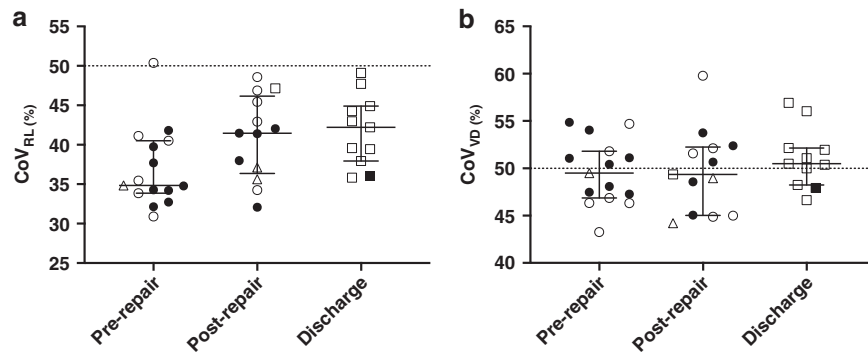 a
55
50
45
40
35
30
25
CoV_RL (%)
Pre-repair
Post-repair
Discharge
b
65
60
55
50
45
40
CoV_VD (%)
Pre-repair
Post-repair
Discharge